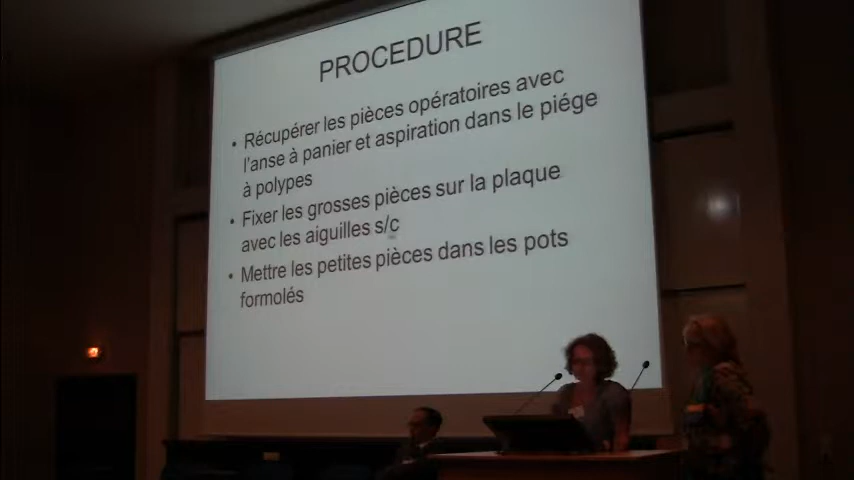 PROCEDURE
• Récupérer les pièces opératoires avec
l'anse à panier et aspiration dans le piége
à polypes
• Fixer les grosses pièces sur la plaque
avec les aiguilles s/c
• Mettre les petites pièces dans les pots
formolés